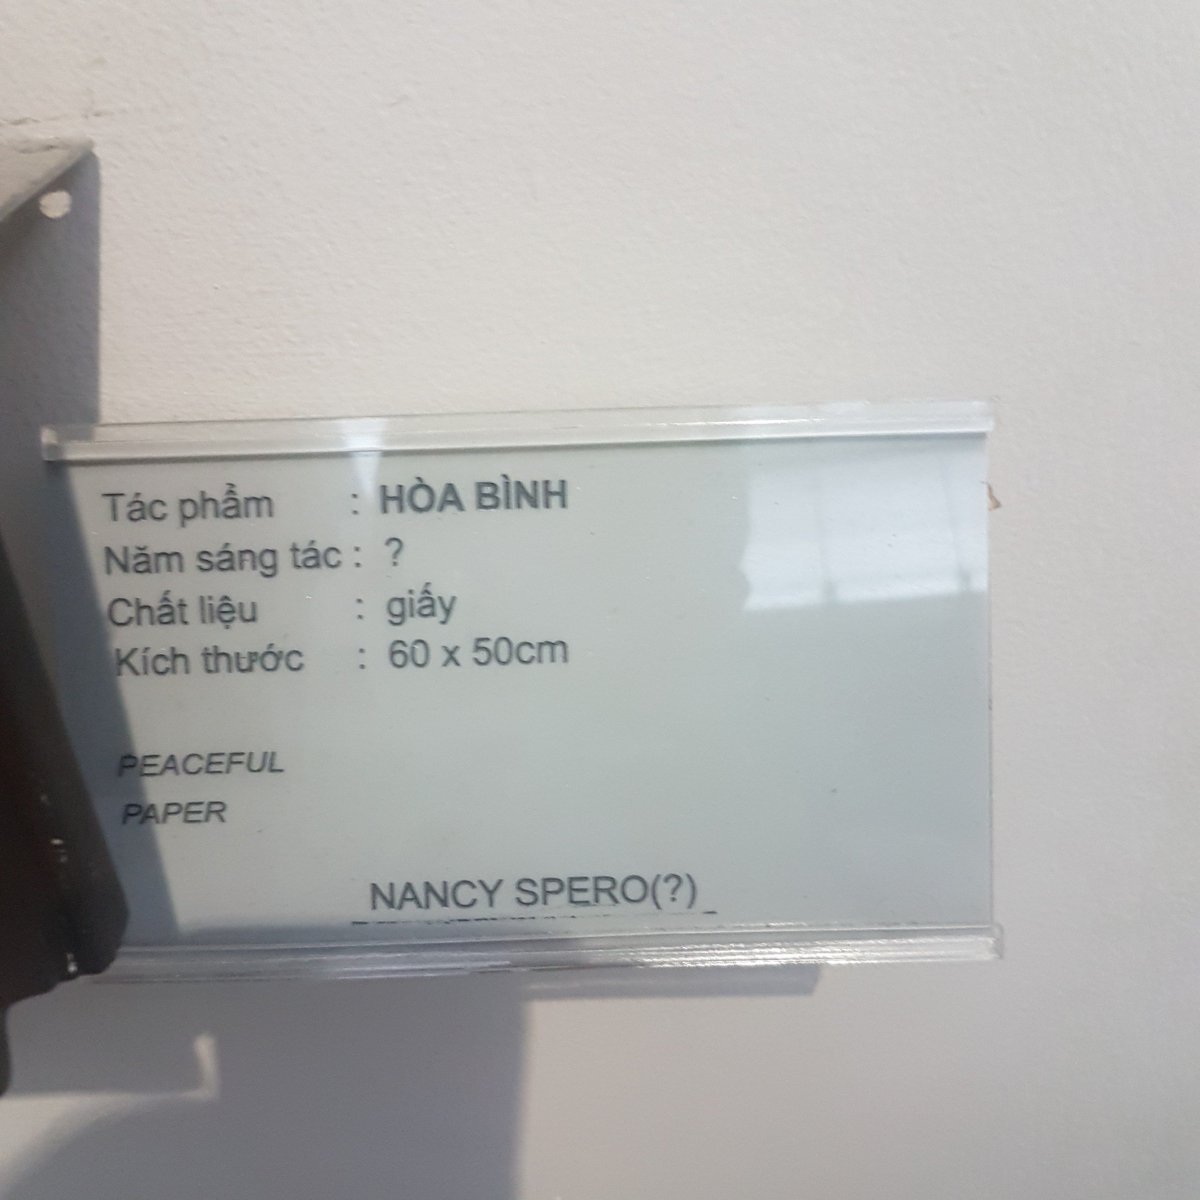 Tác phẩm : HÒA BÌNH
Năm sáng tác : ?
Chất liệu : giấy
Kích thước : 60 x 50cm
PEACEFUL
PAPER
NANCY SPERO(?)